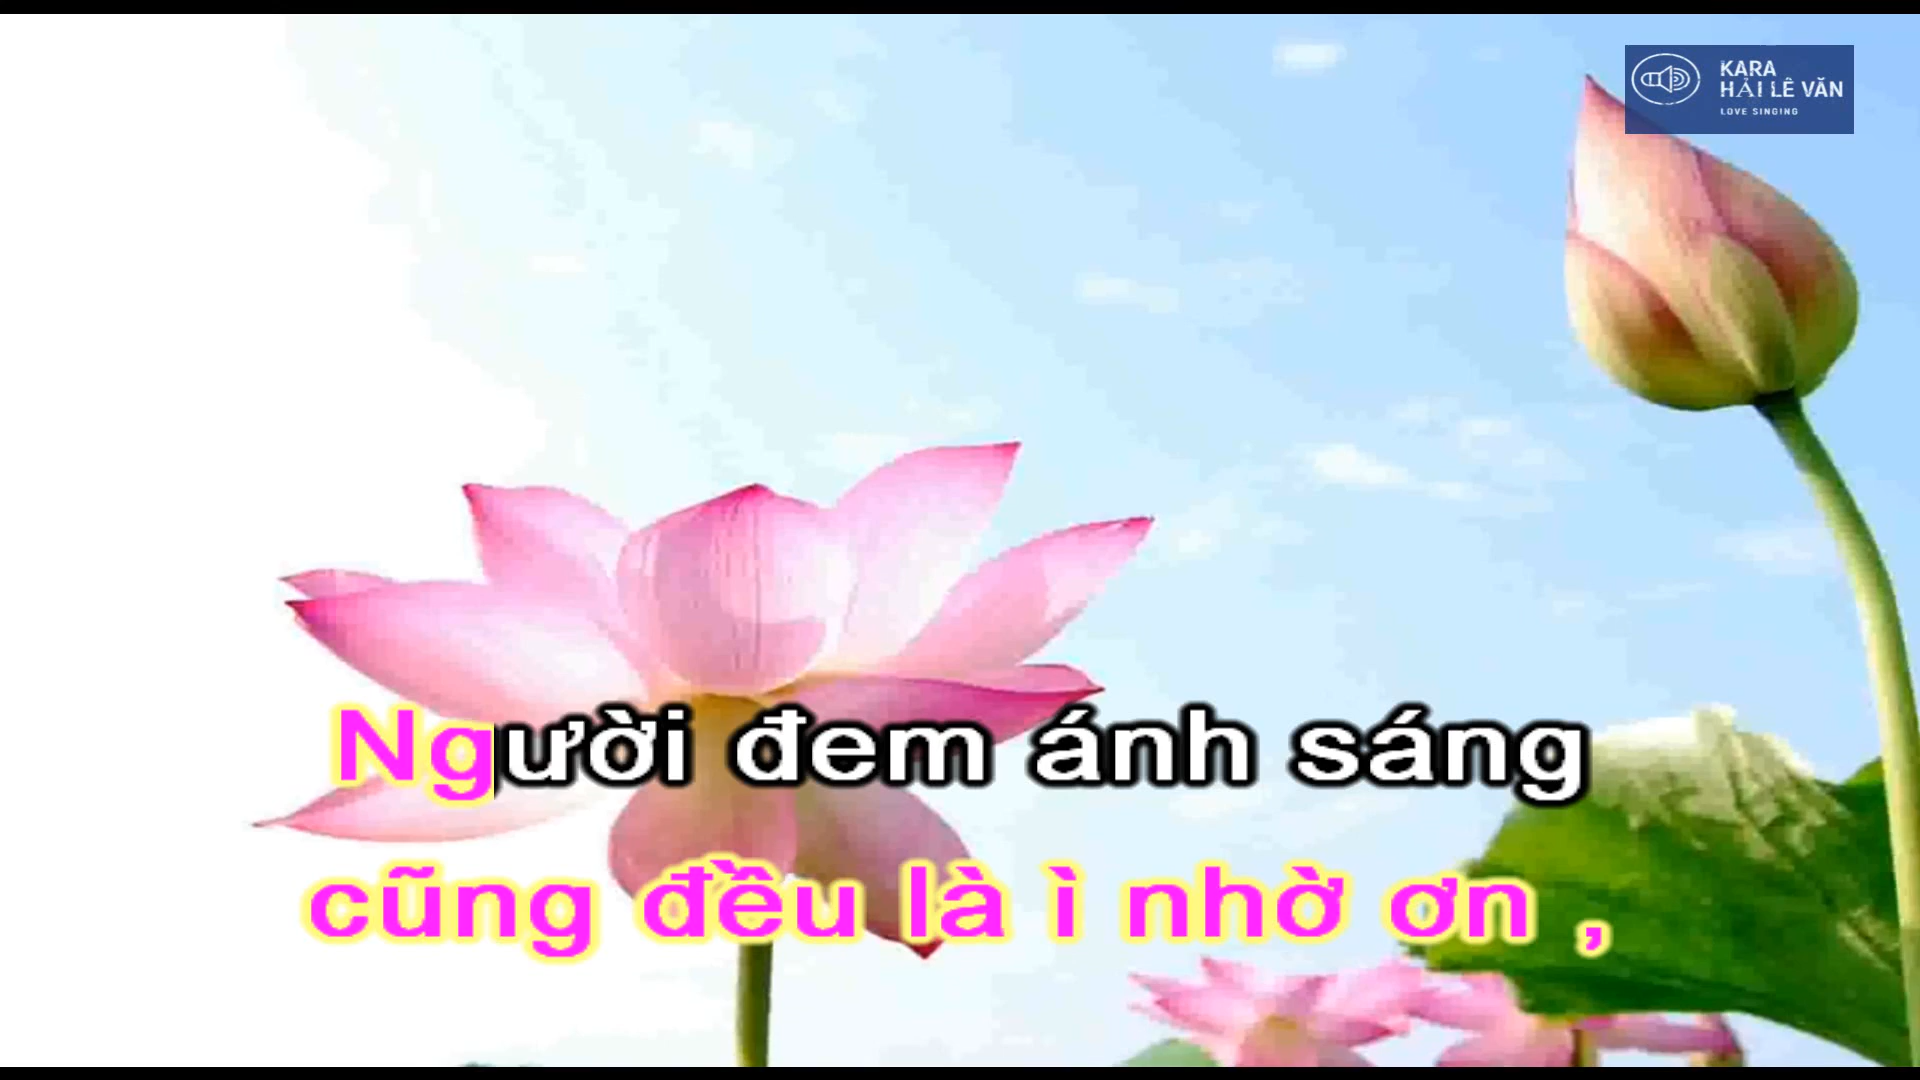 KARA
HẢI LÊ VĂN
LOVE SINGING
Người đem ánh sáng
cũng đều là ì nhờ ơn ,